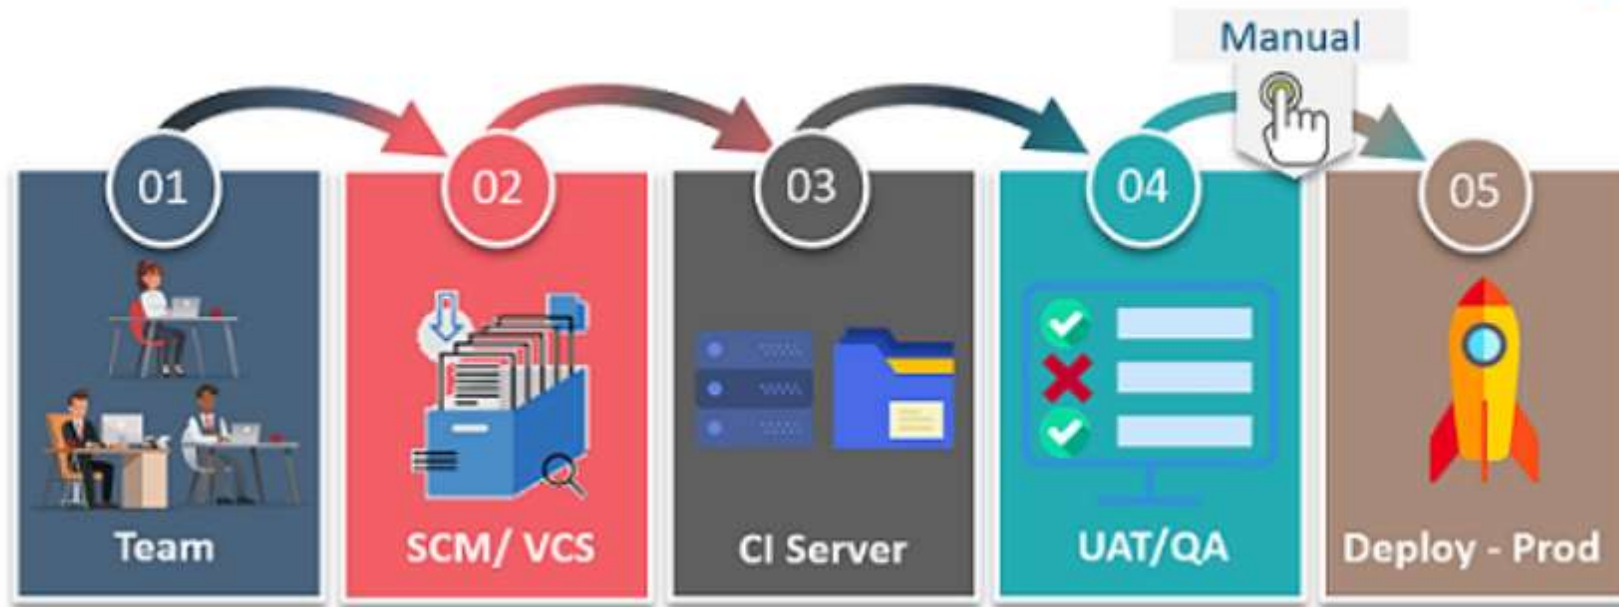 Manual
01
02
03
04
05
Team
SCM/ VCS
CI Server
UAT/QA
Deploy - Prod